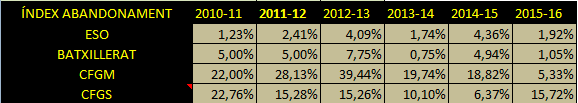 ÍNDEX ABANDONAMENT 2010-11 2011-12 2012-13 2013-14 2014-15 2015-16
ESO 1,23% 2,41% 4,09% 1,74% 4,36% 1,92%
BATXILLERAT 5,00% 5,00% 7,75% 0,75% 4,94% 1,05%
CFGM 22,00% 28,13% 39,44% 19,74% 18,82% 5,33%
CFGS 22,76% 15,28% 15,26% 10,10% 6,37% 15,72%